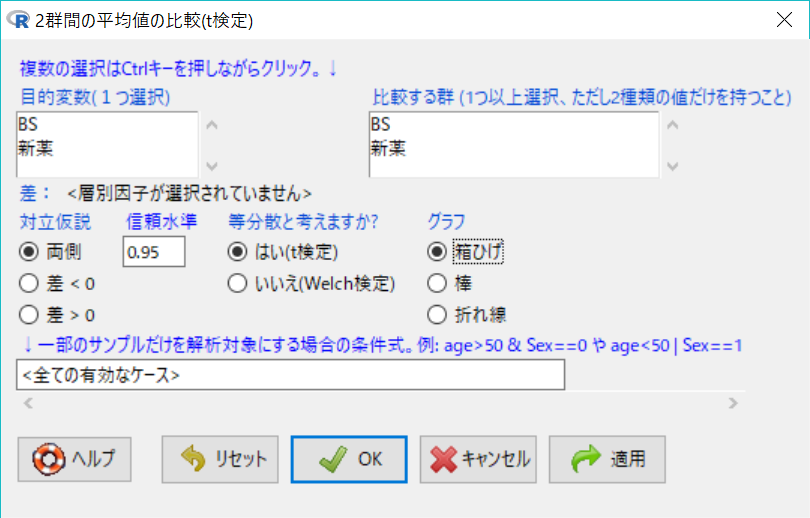 2群間の平均値の比較(t検定)
複数の選択はCtrlキーを押しながらクリック。↓
目的変数(１つ選択) 比較する群 (1つ以上選択、ただし2種類の値だけを持つこと)
BS BS
新薬 新薬
差： <層別因子が選択されていません>
対立仮説 信頼水準 等分散と考えますか? グラフ
両側 0.95 はい(t検定) 箱ひげ
差 < 0 いいえ(Welch検定) 棒
差 > 0 折れ線
↓一部のサンプルだけを解析対象にする場合の条件式。例: age>50 & Sex==0 や age<50 | Sex==1
<全ての有効なケース>
ヘルプ リセット OK キャンセル 適用